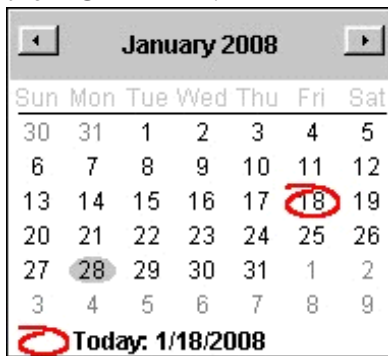 January 2008
Sun Mon Tue Wed Thu Fri Sat
30 31 1 2 3 4 5
6 7 8 9 10 11 12
13 14 15 16 17 18 19
20 21 22 23 24 25 26
27 28 29 30 31 1 2
3 4 5 6 7 8 9
Today: 1/18/2008